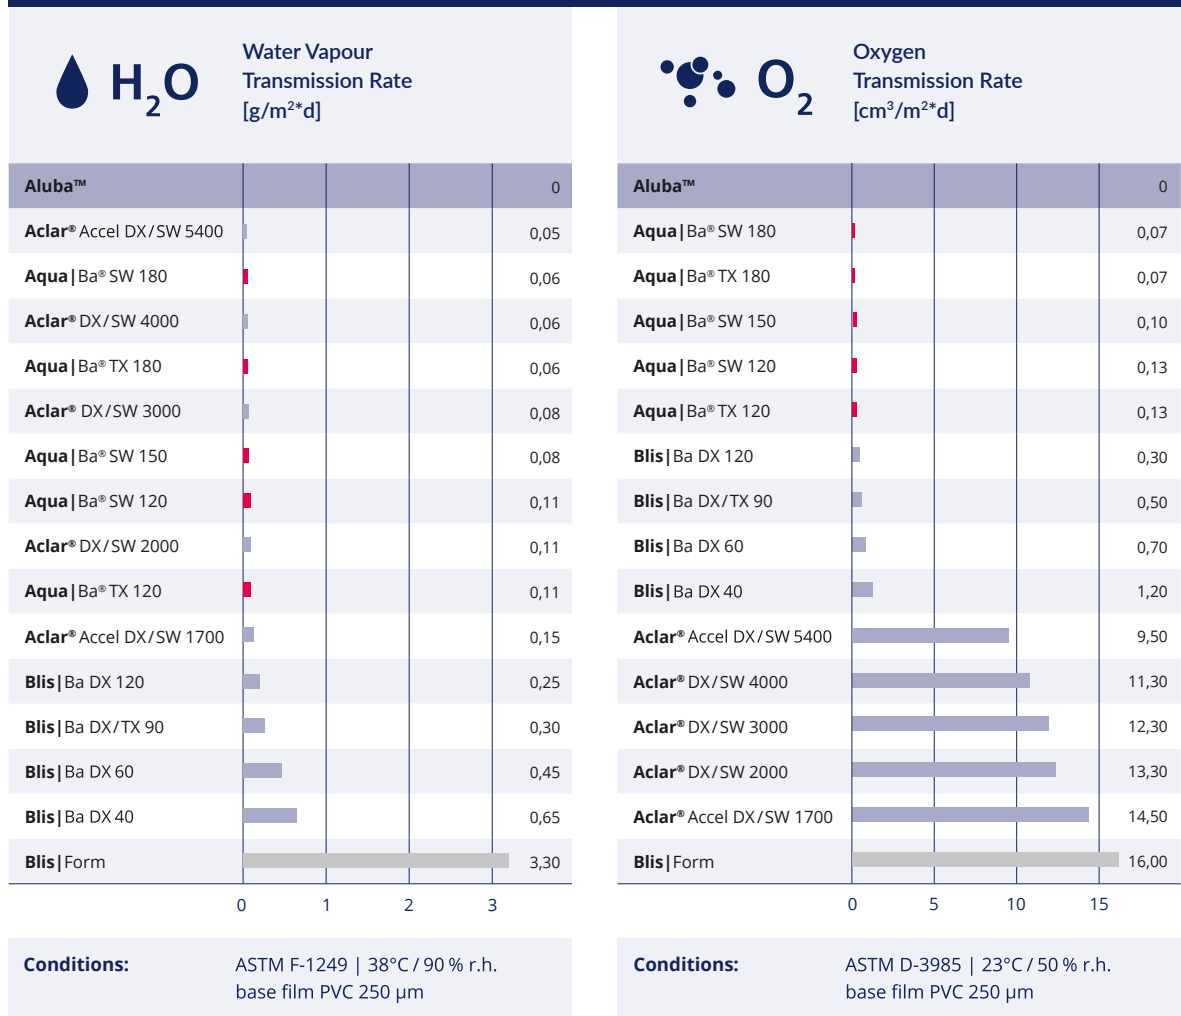 H₂O
Water Vapour
Transmission Rate
[g/m²*d]
Aluba™ 0
Aclar® Accel DX/SW 5400 0,05
Aqua|Ba® SW 180 0,06
Aclar® DX/SW 4000 0,06
Aqua|Ba® TX 180 0,06
Aclar® DX/SW 3000 0,08
Aqua|Ba® SW 150 0,08
Aqua|Ba® SW 120 0,11
Aclar® DX/SW 2000 0,11
Aqua|Ba® TX 120 0,11
Aclar® Accel DX/SW 1700 0,15
Blis|Ba DX 120 0,25
Blis|Ba DX/TX 90 0,30
Blis|Ba DX 60 0,45
Blis|Ba DX 40 0,65
Blis|Form 3,30
0 1 2 3
Conditions: ASTM F-1249 | 38°C / 90 % r.h.
base film PVC 250 µm
O₂
Oxygen
Transmission Rate
[cm³/m²*d]
Aluba™ 0
Aqua|Ba® SW 180 0,07
Aqua|Ba® TX 180 0,07
Aqua|Ba® SW 150 0,10
Aqua|Ba® SW 120 0,13
Aqua|Ba® TX 120 0,13
Blis|Ba DX 120 0,30
Blis|Ba DX/TX 90 0,50
Blis|Ba DX 60 0,70
Blis|Ba DX 40 1,20
Aclar® Accel DX/SW 5400 9,50
Aclar® DX/SW 4000 11,30
Aclar® DX/SW 3000 12,30
Aclar® DX/SW 2000 13,30
Aclar® Accel DX/SW 1700 14,50
Blis|Form 16,00
0 5 10 15
Conditions: ASTM D-3985 | 23°C / 50 % r.h.
base film PVC 250 µm